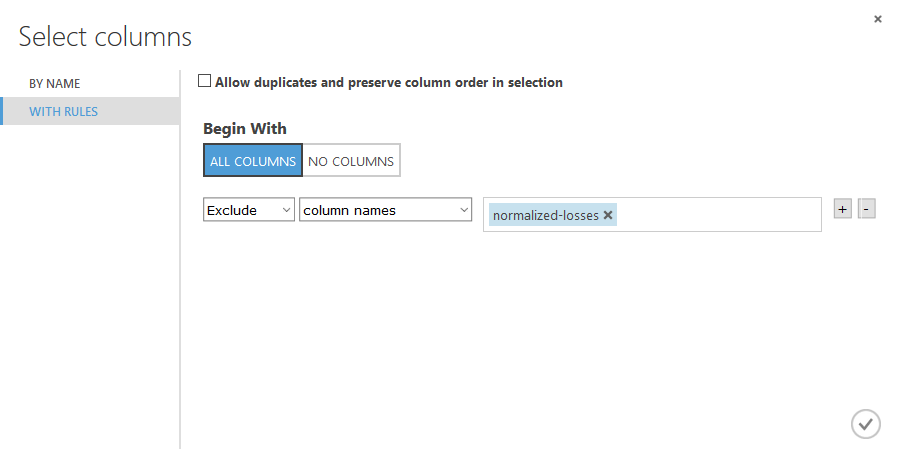 Select columns
BY NAME
WITH RULES
Allow duplicates and preserve column order in selection
Begin With
ALL COLUMNS NO COLUMNS
Exclude column names normalized-losses × + -